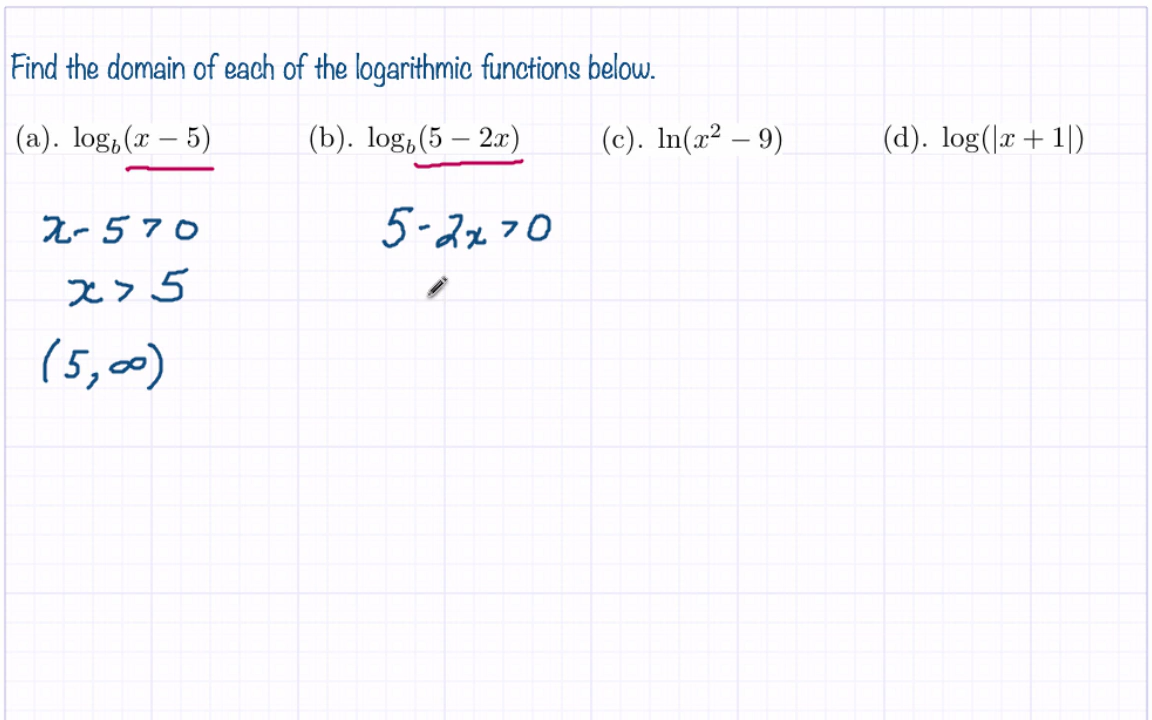 Find the domain of each of the logarithmic functions below.
(a). log_b(x − 5) (b). log_b(5 − 2x) (c). ln(x² − 9) (d). log(|x + 1|)
x - 5 > 0 5 - 2x > 0
x > 5
(5, ∞)